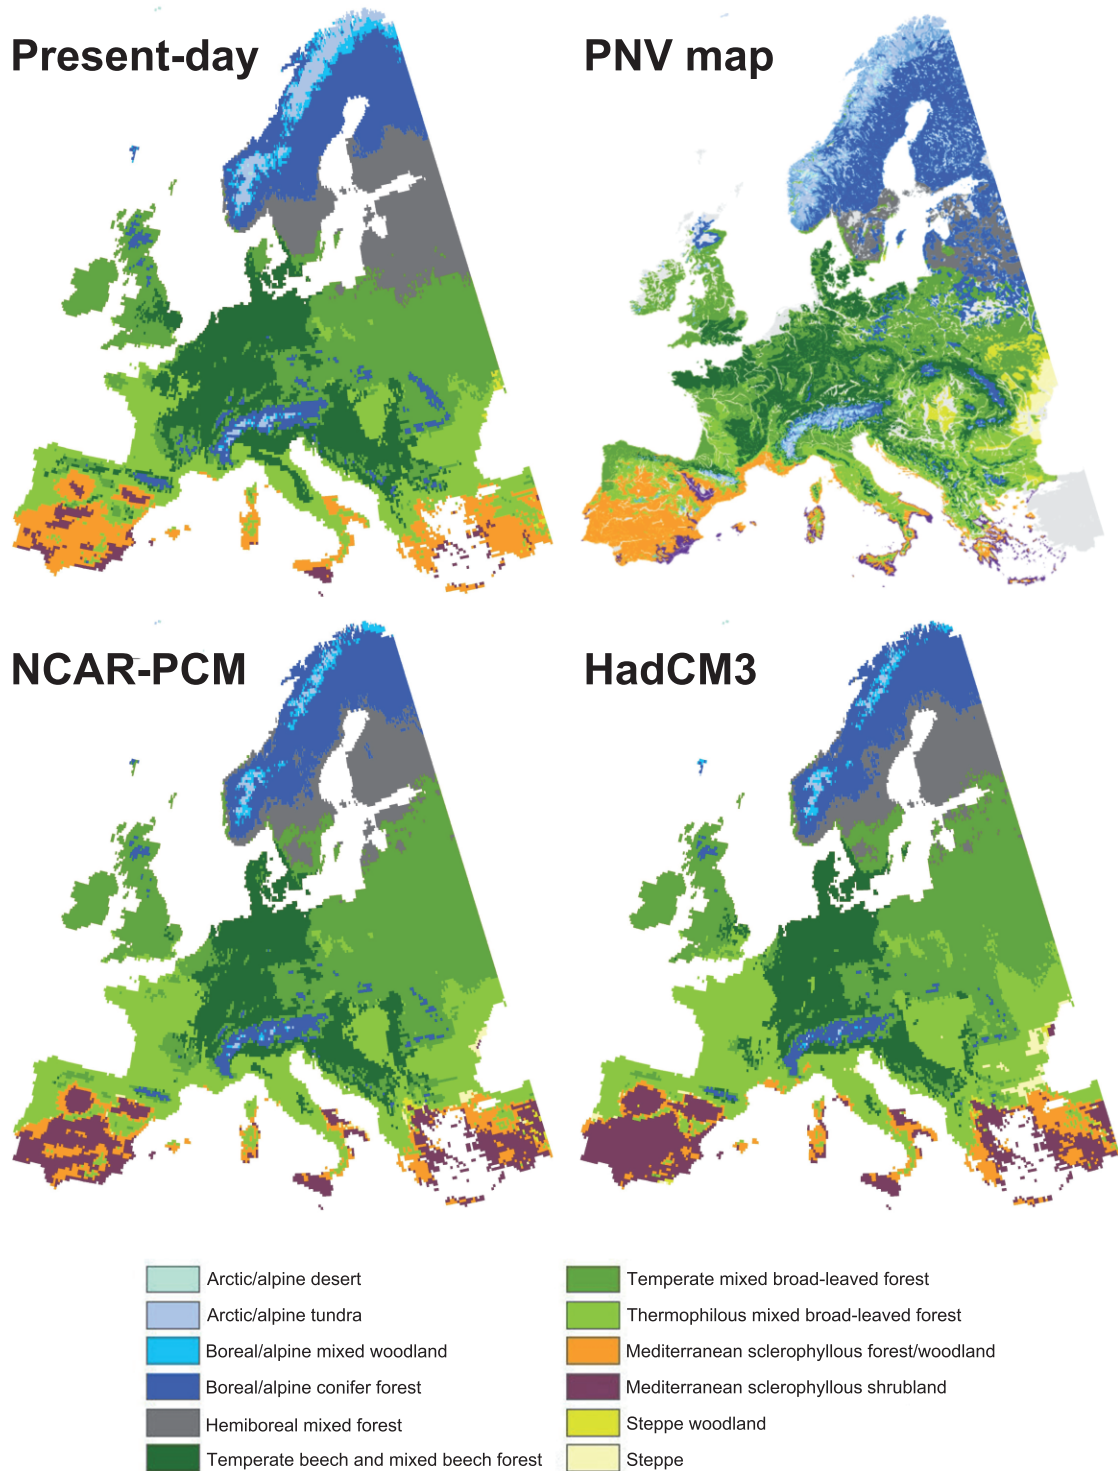 Present-day
PNV map
NCAR-PCM
HadCM3
Arctic/alpine desert
Arctic/alpine tundra
Boreal/alpine mixed woodland
Boreal/alpine conifer forest
Hemiboreal mixed forest
Temperate beech and mixed beech forest
Temperate mixed broad-leaved forest
Thermophilous mixed broad-leaved forest
Mediterranean sclerophyllous forest/woodland
Mediterranean sclerophyllous shrubland
Steppe woodland
Steppe